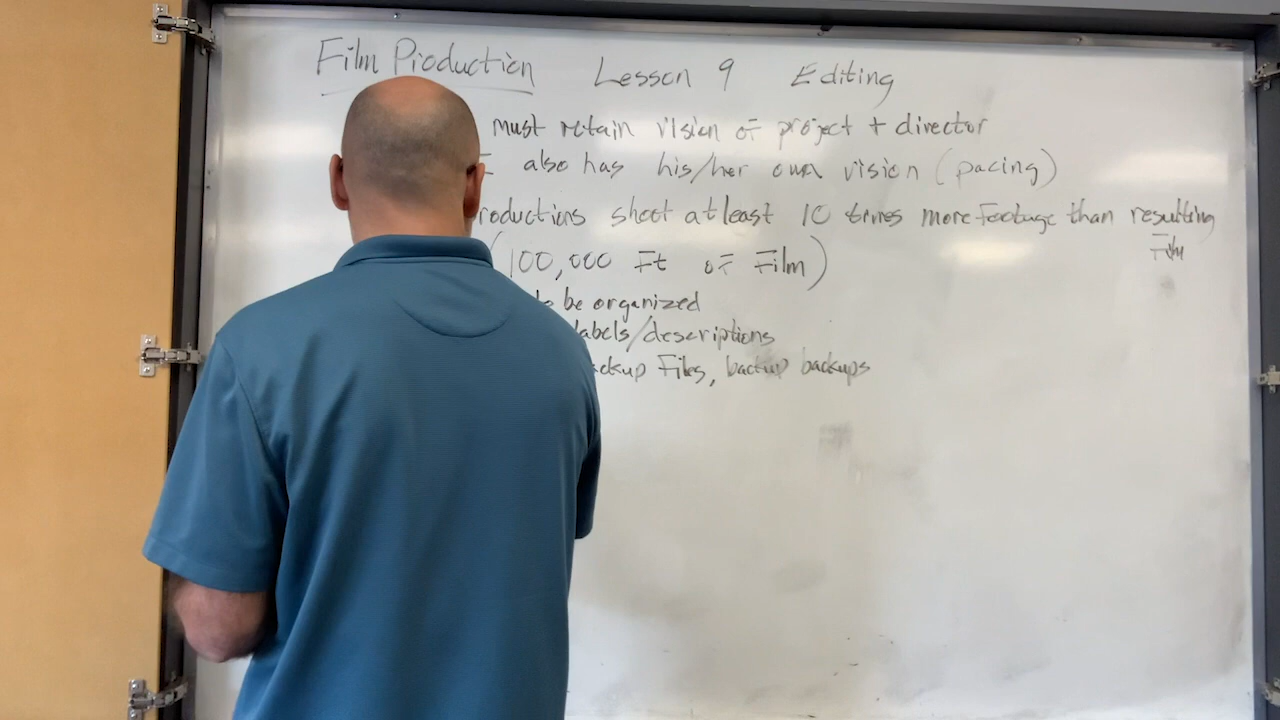 Film Production Lesson 9 Editing
must retain vision of project + director
also has his/her own vision (pacing)
roductions shoot at least 10 times more footage than resulting
Film
(100,000 Ft of Film)
to be organized
labels/descriptions
ackup Files, backup backups